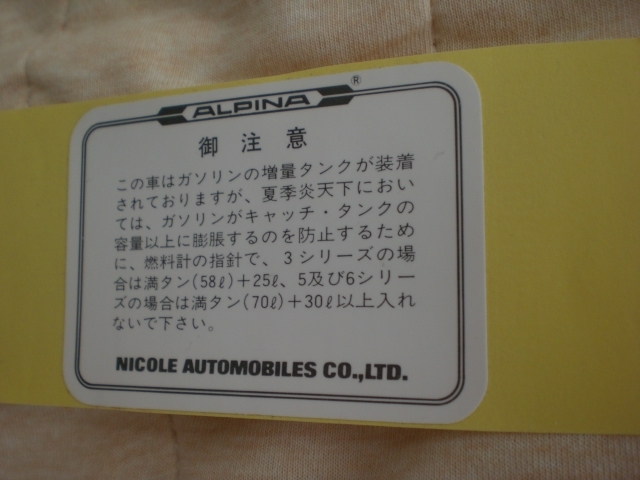 ALPINA®
御注意
この車はガソリンの増量タンクが装着
されておりますが、夏季炎天下におい
ては、ガソリンがキャッチ・タンクの
容量以上に膨脹するのを防止するため
に、燃料計の指針で、3シリーズの場
合は満タン(58ℓ)+25ℓ、5及び6シリー
ズの場合は満タン(70ℓ)+30ℓ以上入れ
ないで下さい。
NICOLE AUTOMOBILES CO.,LTD.